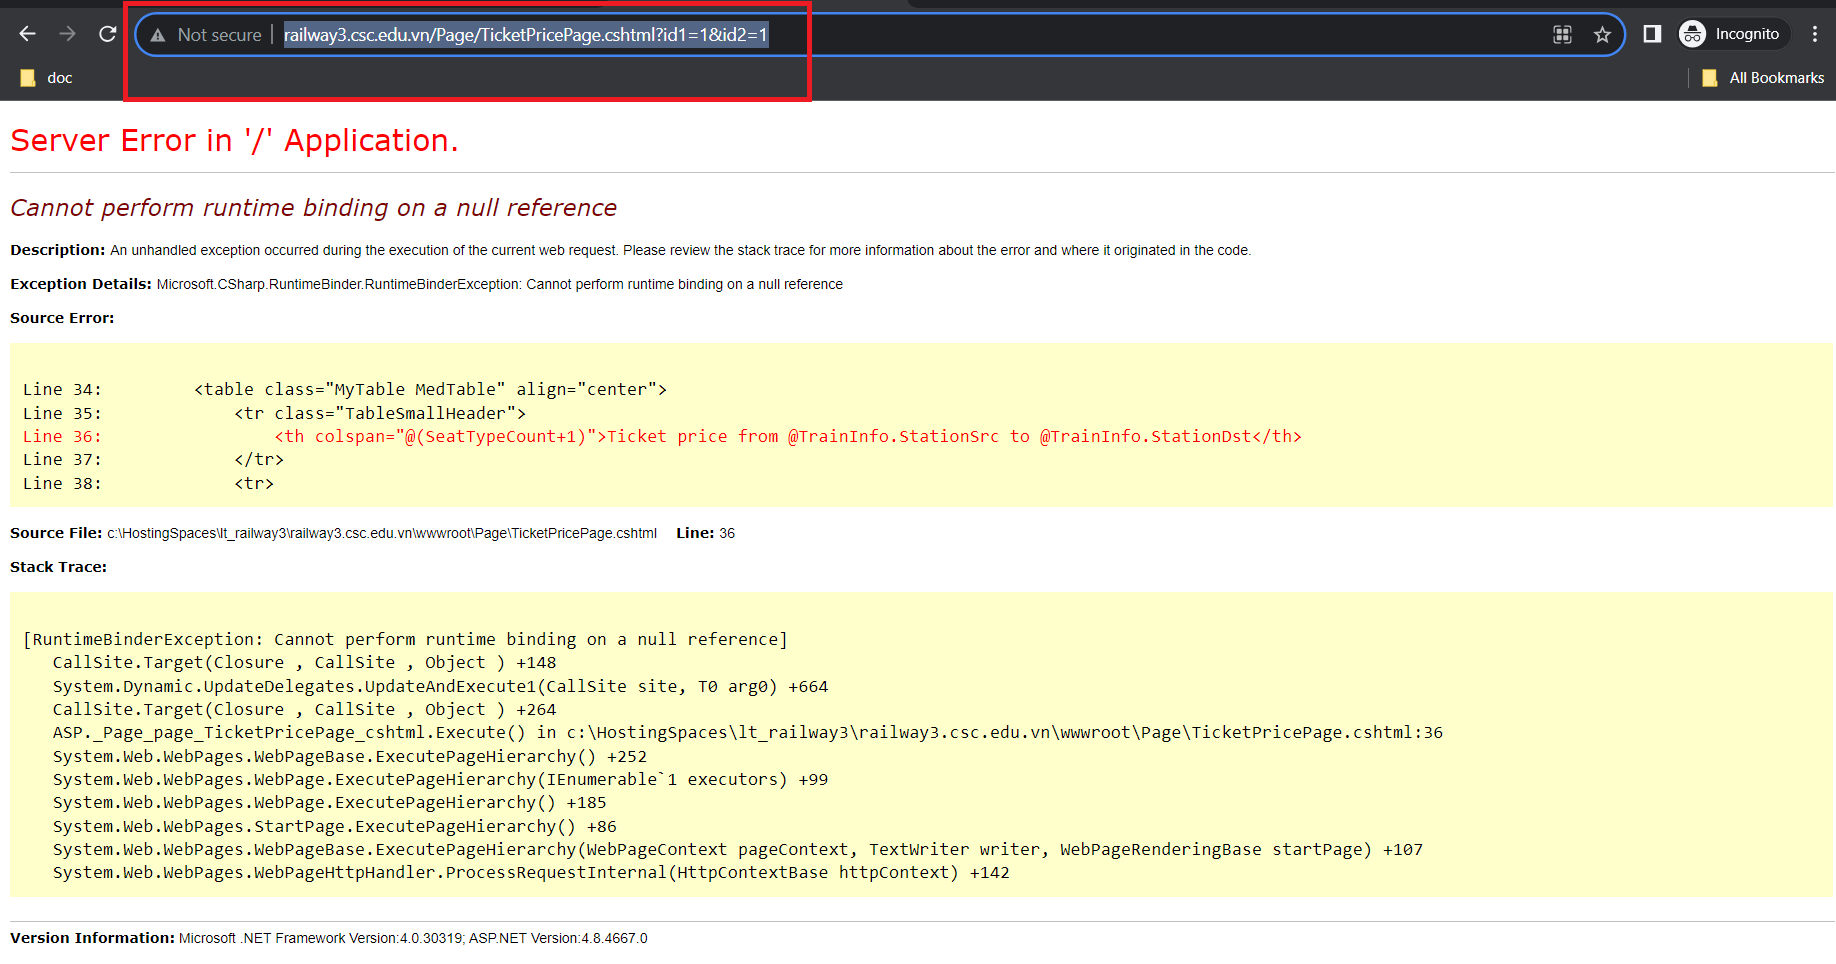 Not secure railway3.csc.edu.vn/Page/TicketPricePage.cshtml?id1=1&id2=1 Incognito
doc All Bookmarks
Server Error in '/' Application.
Cannot perform runtime binding on a null reference
Description: An unhandled exception occurred during the execution of the current web request. Please review the stack trace for more information about the error and where it originated in the code.
Exception Details: Microsoft.CSharp.RuntimeBinder.RuntimeBinderException: Cannot perform runtime binding on a null reference
Source Error:
Line 34:         <table class="MyTable MedTable" align="center">
Line 35:             <tr class="TableSmallHeader">
Line 36:                 <th colspan="@(SeatTypeCount+1)">Ticket price from @TrainInfo.StationSrc to @TrainInfo.StationDst</th>
Line 37:             </tr>
Line 38:             <tr>
Source File: c:\HostingSpaces\lt_railway3\railway3.csc.edu.vn\wwwroot\Page\TicketPricePage.cshtml    Line: 36
Stack Trace:
[RuntimeBinderException: Cannot perform runtime binding on a null reference]
   CallSite.Target(Closure , CallSite , Object ) +148
   System.Dynamic.UpdateDelegates.UpdateAndExecute1(CallSite site, T0 arg0) +664
   CallSite.Target(Closure , CallSite , Object ) +264
   ASP._Page_page_TicketPricePage_cshtml.Execute() in c:\HostingSpaces\lt_railway3\railway3.csc.edu.vn\wwwroot\Page\TicketPricePage.cshtml:36
   System.Web.WebPages.WebPageBase.ExecutePageHierarchy() +252
   System.Web.WebPages.WebPage.ExecutePageHierarchy(IEnumerable`1 executors) +99
   System.Web.WebPages.WebPage.ExecutePageHierarchy() +185
   System.Web.WebPages.StartPage.ExecutePageHierarchy() +86
   System.Web.WebPages.WebPageBase.ExecutePageHierarchy(WebPageContext pageContext, TextWriter writer, WebPageRenderingBase startPage) +107
   System.Web.WebPages.WebPageHttpHandler.ProcessRequestInternal(HttpContextBase httpContext) +142
Version Information: Microsoft .NET Framework Version:4.0.30319; ASP.NET Version:4.8.4667.0